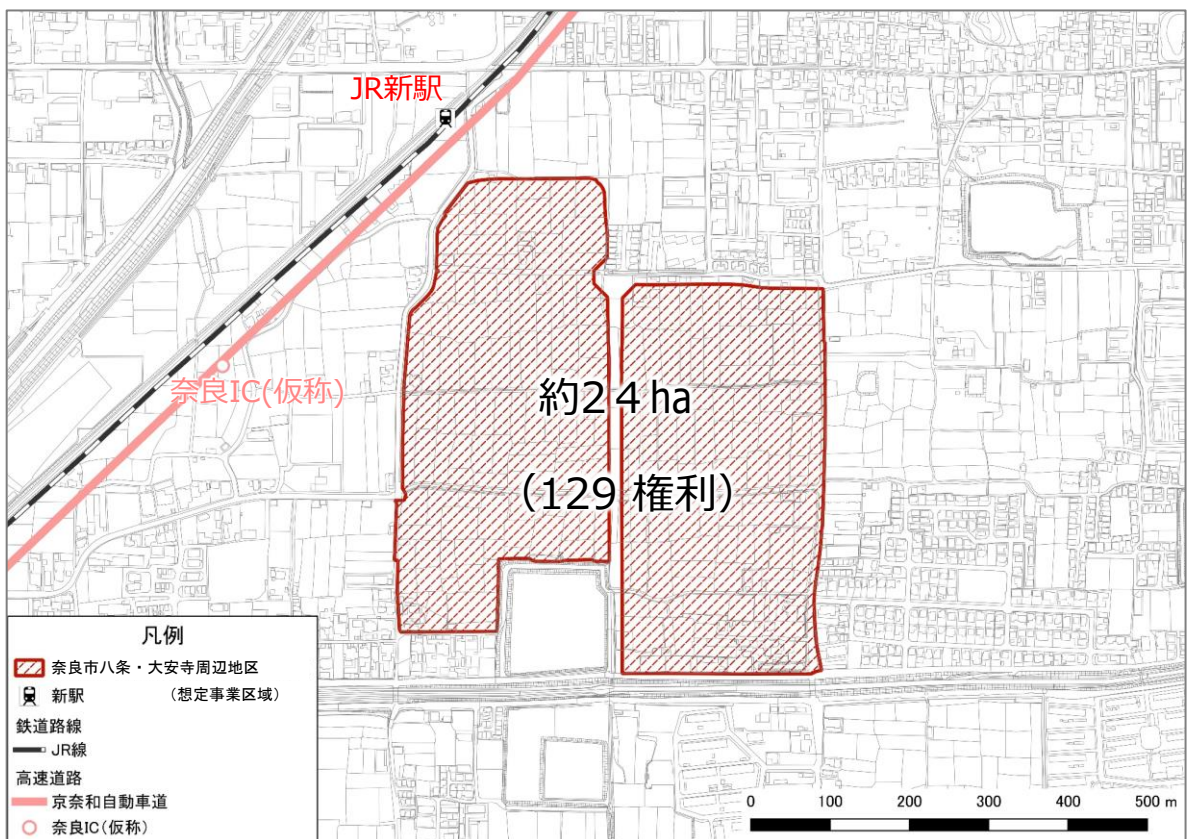 JR新駅
奈良IC(仮称)
約24ha
(129 権利)
凡例
奈良市八条・大安寺周辺地区
新駅 (想定事業区域)
鉄道路線
JR線
高速道路
京奈和自動車道
奈良IC(仮称)
0 100 200 300 400 500 m